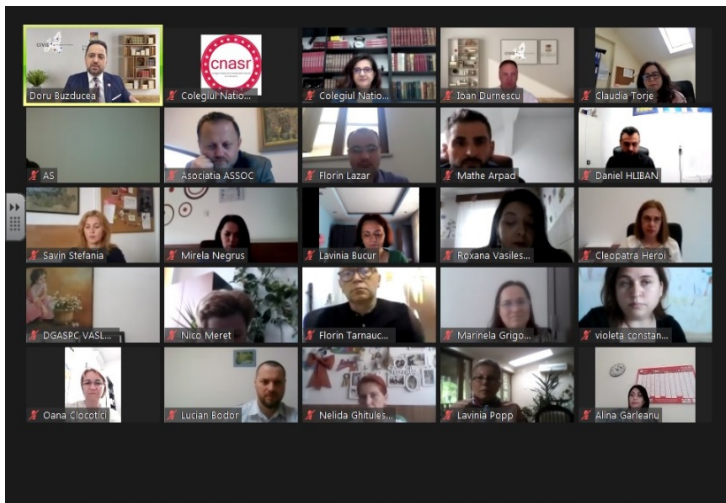 Doru Buzducea
cnasr
Colegiul Natio...
Colegiul Natio...
Ioan Durnescu
Claudia Torje
AS
Asociatia ASSOC
Florin Lazar
Mathe Arpad
Daniel HLIBAN
Savin Stefania
Mirela Negrus
Lavinia Bucur
Roxana Vasiles...
Cleopatra Heroi
DGASPC VASL...
Nico Meret
Florin Tarnauc...
Marinela Grigo...
violeta constan...
Oana Clocotici
Lucian Bodor
Nelida Ghitules...
Lavinia Popp
Alina Garleanu